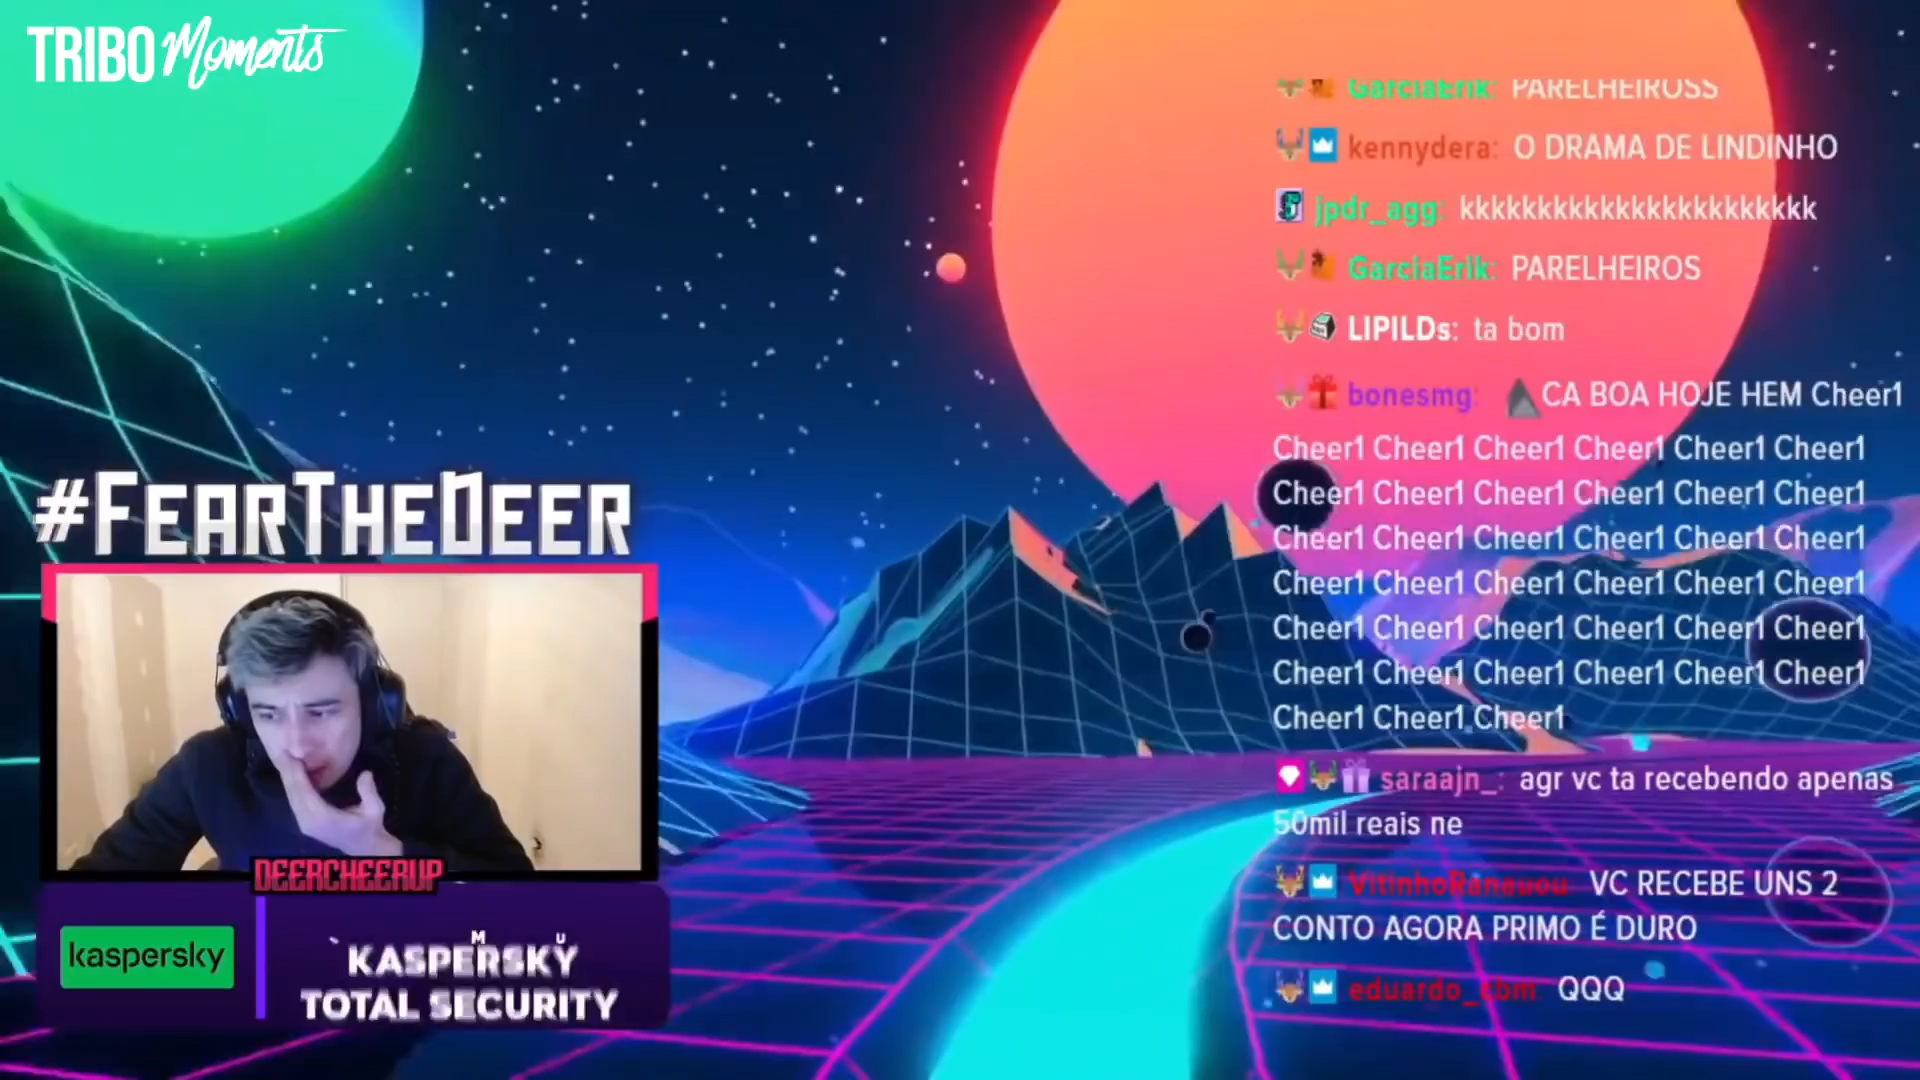 TRIBO Moments
GarciaErik: PARELHEIROSS
kennydera: O DRAMA DE LINDINHO
jpdr_agg: kkkkkkkkkkkkkkkkkkkkkkk
GarciaErik: PARELHEIROS
LIPILDs: ta bom
bonesmg: CA BOA HOJE HEM Cheer1
Cheer1 Cheer1 Cheer1 Cheer1 Cheer1 Cheer1
Cheer1 Cheer1 Cheer1 Cheer1 Cheer1 Cheer1
Cheer1 Cheer1 Cheer1 Cheer1 Cheer1 Cheer1
Cheer1 Cheer1 Cheer1 Cheer1 Cheer1 Cheer1
Cheer1 Cheer1 Cheer1 Cheer1 Cheer1 Cheer1
Cheer1 Cheer1 Cheer1 Cheer1 Cheer1 Cheer1
Cheer1 Cheer1 Cheer1
saraajn_: agr vc ta recebendo apenas
50mil reais ne
VitinhoRanauou: VC RECEBE UNS 2
CONTO AGORA PRIMO É DURO
eduardo_cbm: QQQ
#FEARTHEDEER
DEERCHEERUP
kaspersky
KASPERSKY
TOTAL SECURITY